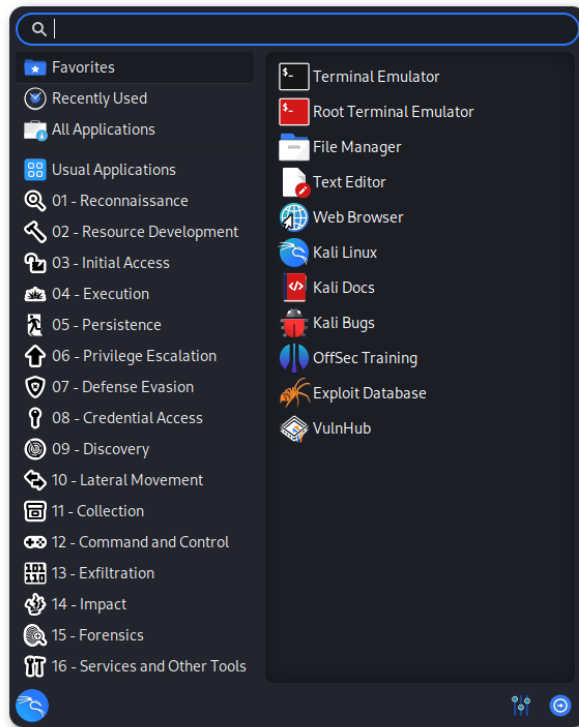 Favorites
Recently Used
All Applications
Usual Applications
01 - Reconnaissance
02 - Resource Development
03 - Initial Access
04 - Execution
05 - Persistence
06 - Privilege Escalation
07 - Defense Evasion
08 - Credential Access
09 - Discovery
10 - Lateral Movement
11 - Collection
12 - Command and Control
13 - Exfiltration
14 - Impact
15 - Forensics
16 - Services and Other Tools
Terminal Emulator
Root Terminal Emulator
File Manager
Text Editor
Web Browser
Kali Linux
Kali Docs
Kali Bugs
OffSec Training
Exploit Database
VulnHub